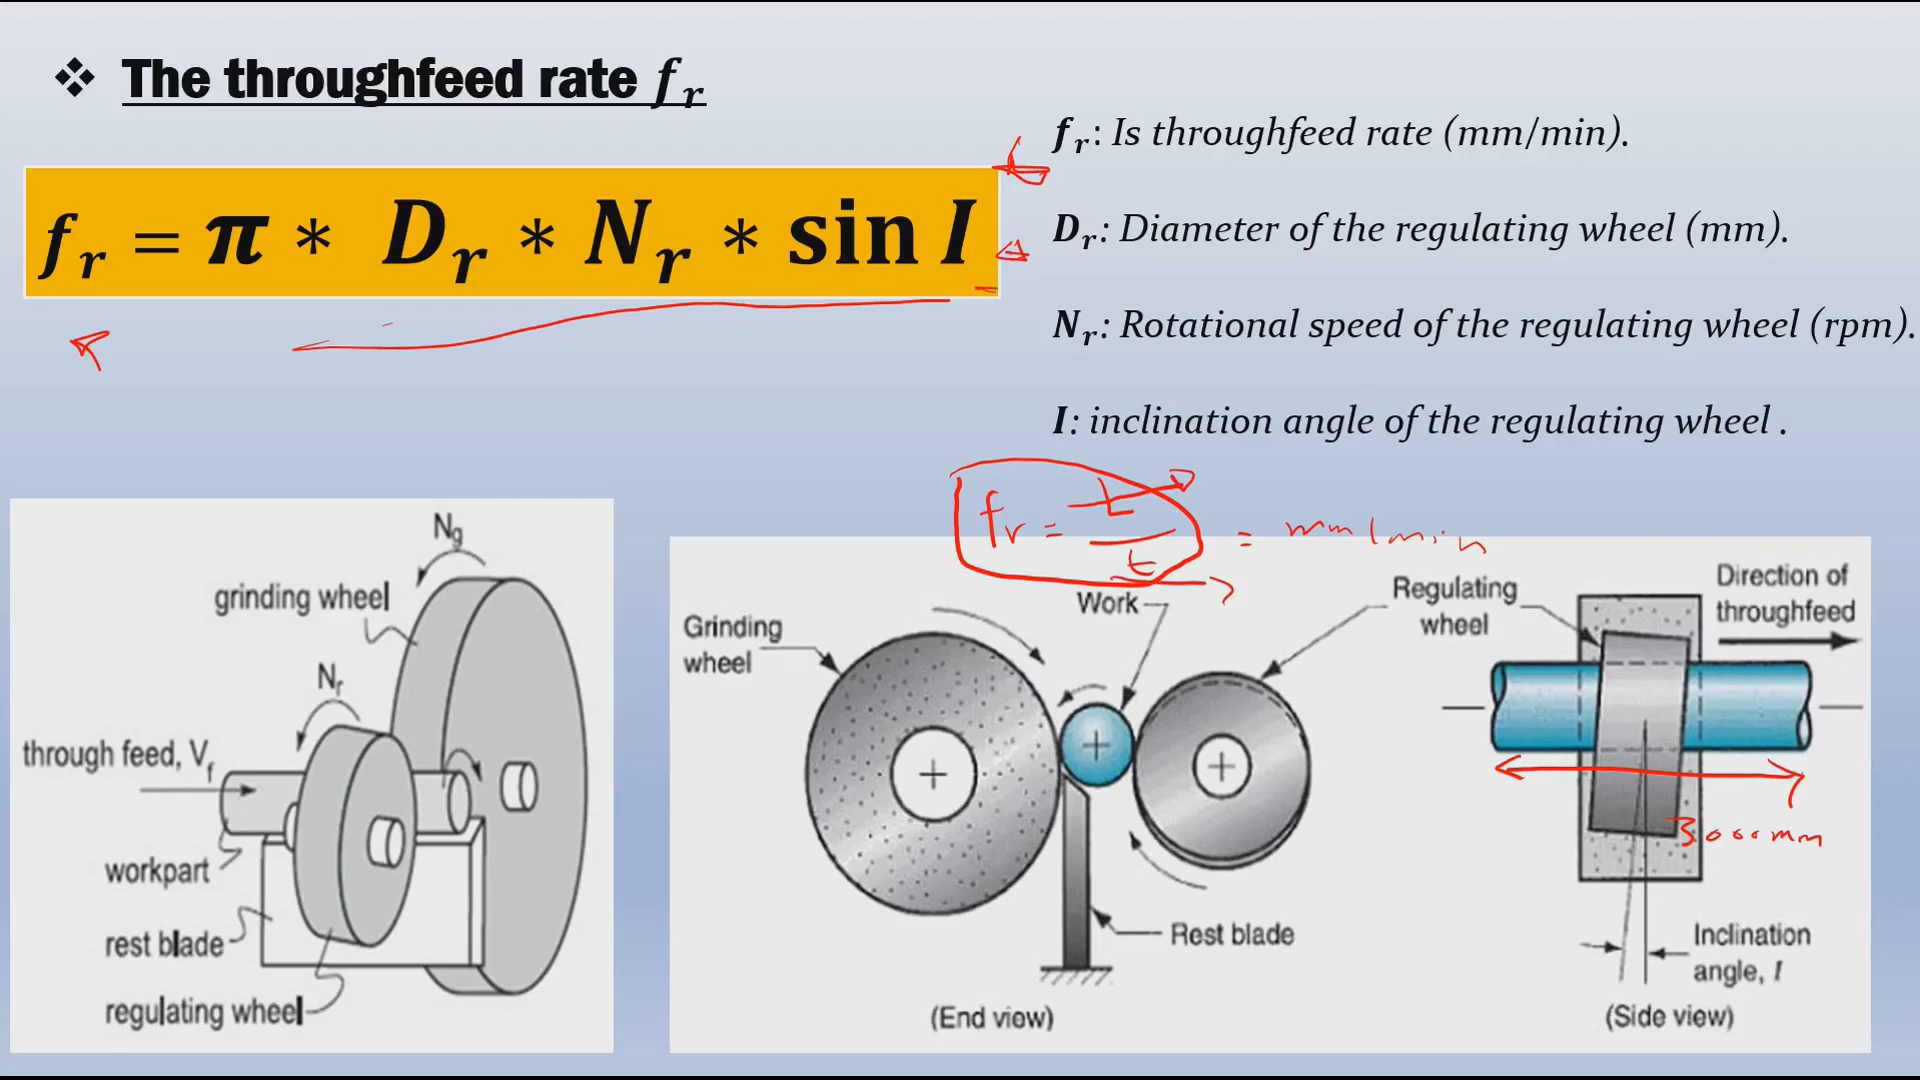 ❖ The throughfeed rate fᵣ
fᵣ = π * Dᵣ * Nᵣ * sin I
fᵣ: Is throughfeed rate (mm/min).
Dᵣ: Diameter of the regulating wheel (mm).
Nᵣ: Rotational speed of the regulating wheel (rpm).
I: inclination angle of the regulating wheel .
fr = L/t = mm/min
Ng
grinding wheel
Nr
through feed, Vf
workpart
rest blade
regulating wheel
Work
Grinding
wheel
Regulating
wheel
Direction of
throughfeed
3000mm
Rest blade
Inclination
angle, I
(End view)
(Side view)